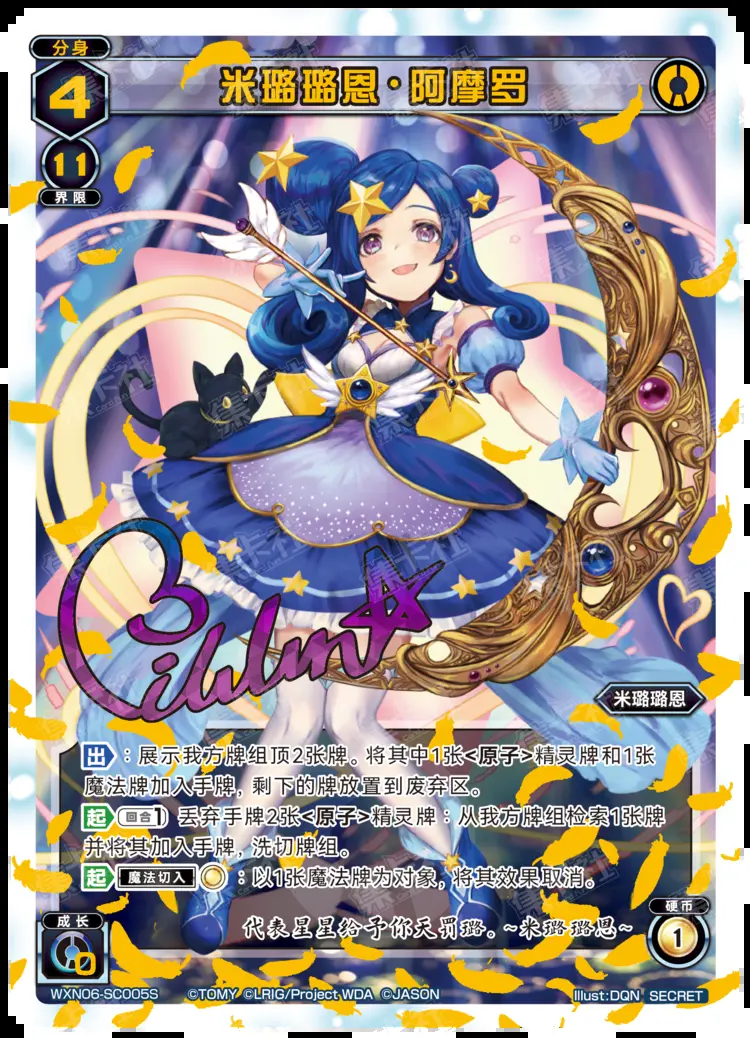 分身
4
米璐璐恩·阿摩罗
11
界限
Milulun☆
米璐璐恩
出：展示我方牌组顶2张牌。将其中1张<原子>精灵牌和1张
魔法牌加入手牌，剩下的牌放置到废弃区。
起 回合1 丢弃手牌2张<原子>精灵牌：从我方牌组检索1张牌
并将其加入手牌，洗切牌组。
起 魔法切入：以1张魔法牌为对象，将其效果取消。
代表星星给予你天罚璐。~米璐璐恩~
成长
0
硬币
1
WXN06-SC005S ©TOMY ©LRIG/Project WDA ©JASON Illust:DQN SECRET